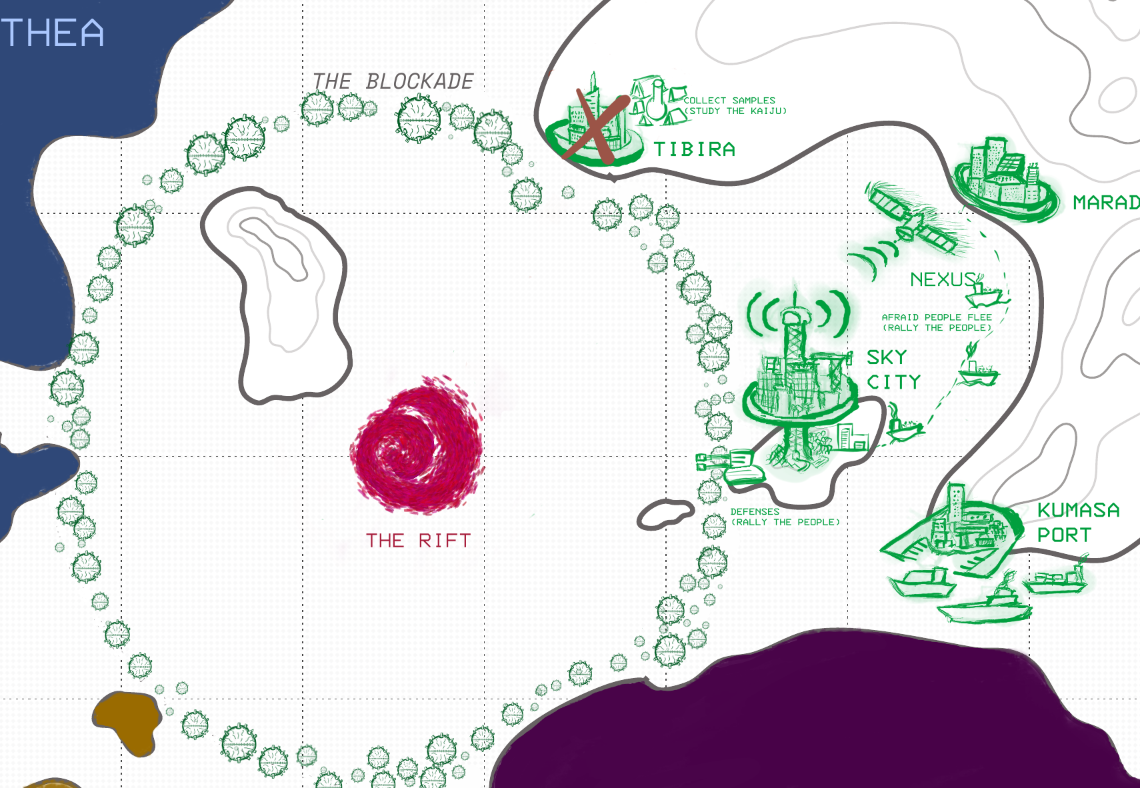 THEA
THE BLOCKADE
COLLECT SAMPLES
(STUDY THE KAIJU)
TIBIRA
MARAD
NEXUS
AFRAID PEOPLE FLEE
(RALLY THE PEOPLE)
SKY
CITY
DEFENSES
(RALLY THE PEOPLE)
KUMASA
PORT
THE RIFT